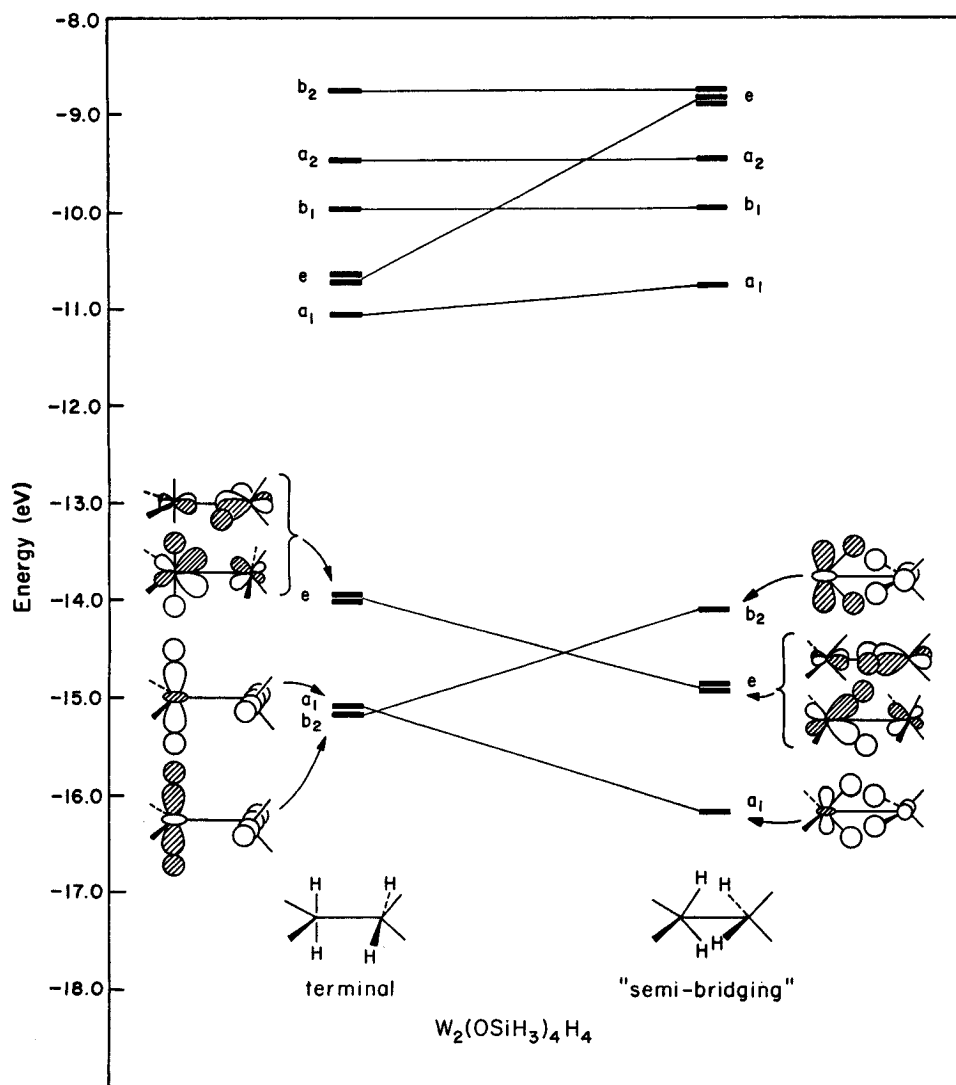 -8.0
-9.0
-10.0
-11.0
-12.0
-13.0
-14.0
-15.0
-16.0
-17.0
-18.0
Energy (eV)
b₂
a₂
b₁
e
a₁
e
a₁
b₂
e
a₂
b₁
a₁
b₂
e
a₁
H
H
H
H
terminal
H
H
H
H
"semi-bridging"
W₂(OSiH₃)₄H₄